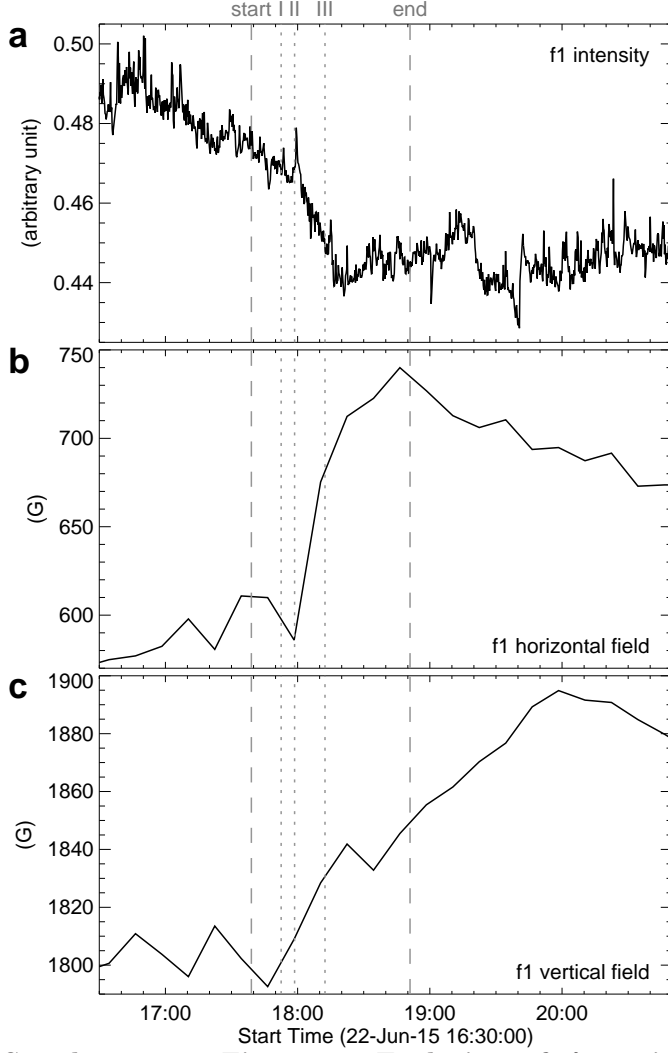 start I II III end
a
f1 intensity
0.50
0.48
0.46
0.44
(arbitrary unit)
b
750
700
650
600
(G)
f1 horizontal field
c
1900
1880
1860
1840
1820
1800
(G)
f1 vertical field
17:00 18:00 19:00 20:00
Start Time (22-Jun-15 16:30:00)